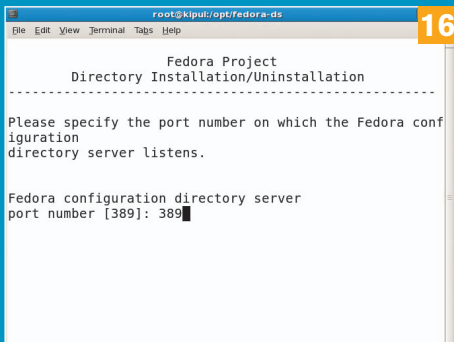 root@kipui:/opt/fedora-ds
16
File Edit View Terminal Tabs Help
Fedora Project
Directory Installation/Uninstallation
------------------------------------------------------
Please specify the port number on which the Fedora conf
iguration
directory server listens.
Fedora configuration directory server
port number [389]: 389